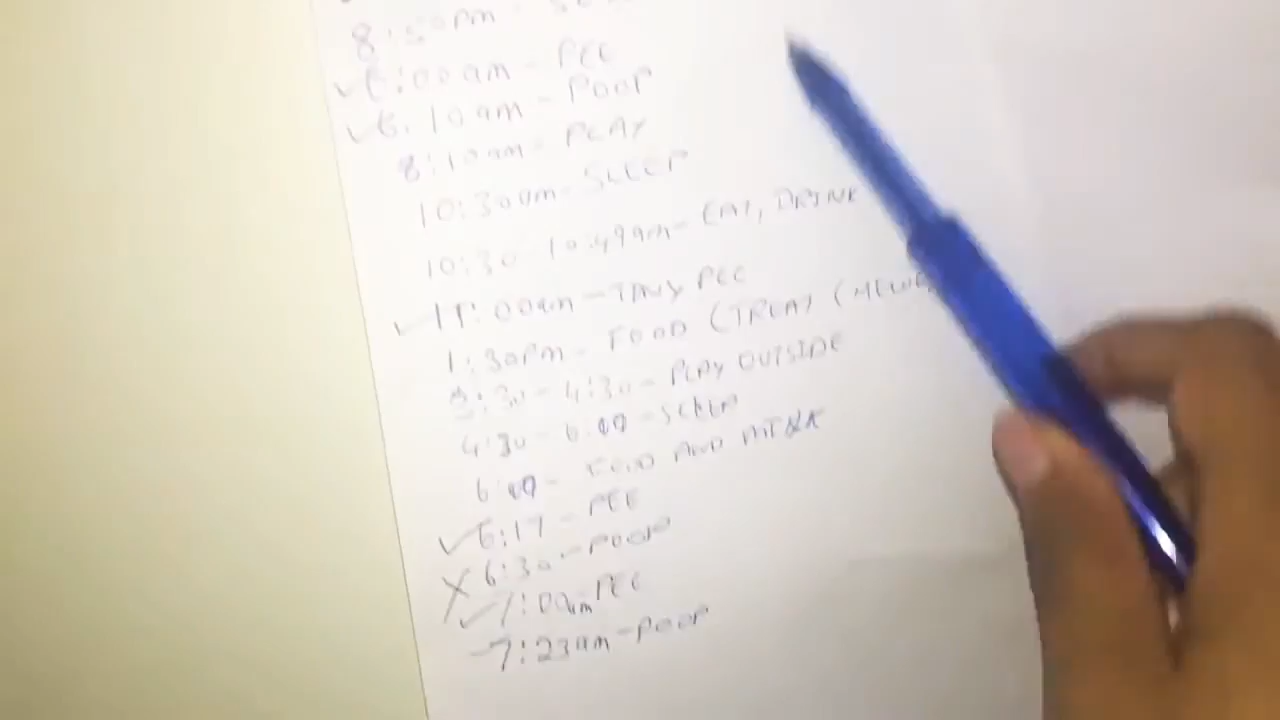 8:50PM -
✓6:00am - PEE
✓6:10am - POOP
8:10am - PLAY
10:30am - SLEEP
10:30 - 10:49am - EAT, DRINK
✓11:00am - TINY PEE
1:30PM - FOOD (TREAT (
3:30 - 4:30 - PLAY OUTSIDE
4:30 - 6:00 - SLEEP
6:00 - FOOD AND MILK
✓6:17 - PEE
X 6:30 - POOP
✓7:00am PEE
7:23am - POOP